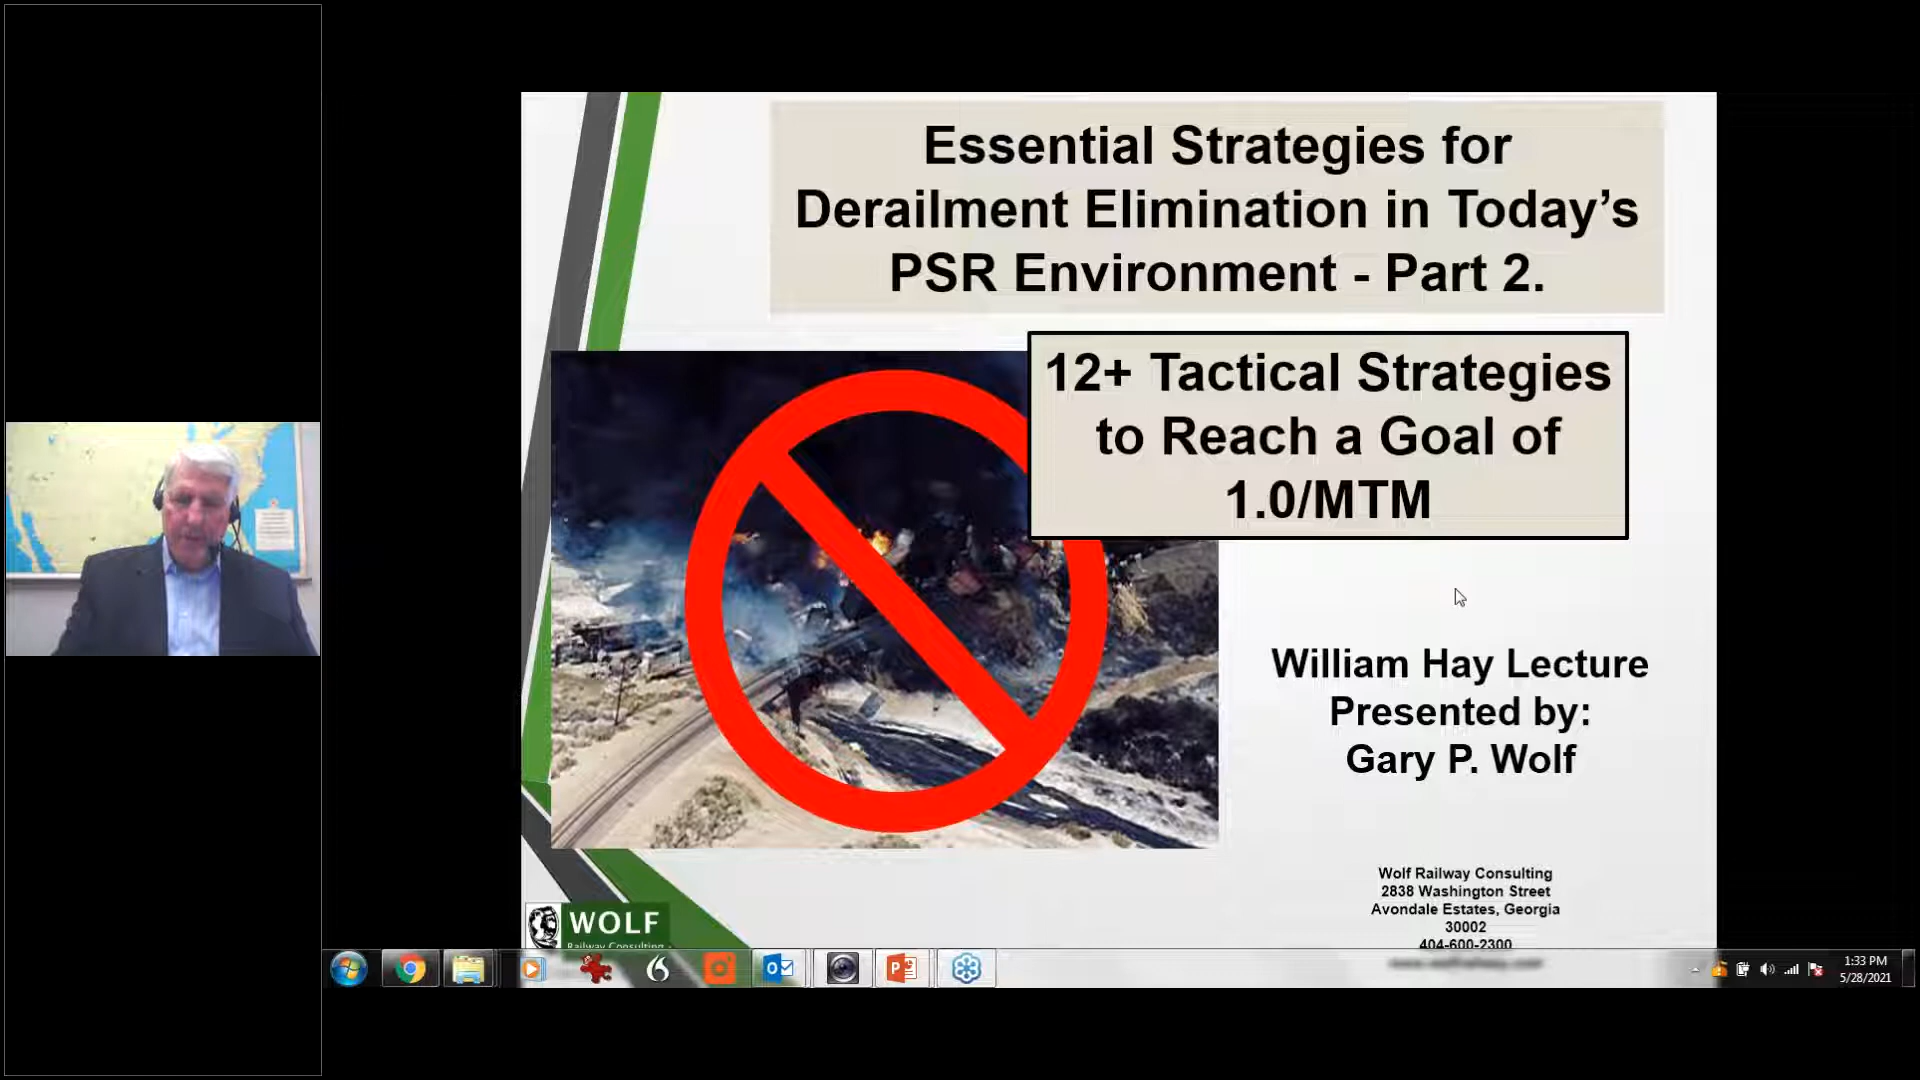 Essential Strategies for
Derailment Elimination in Today’s
PSR Environment - Part 2.
12+ Tactical Strategies
to Reach a Goal of
1.0/MTM
William Hay Lecture
Presented by:
Gary P. Wolf
Wolf Railway Consulting
2838 Washington Street
Avondale Estates, Georgia
30002
404-600-2300
WOLF
Railway Consulting
1:33 PM
5/28/2021